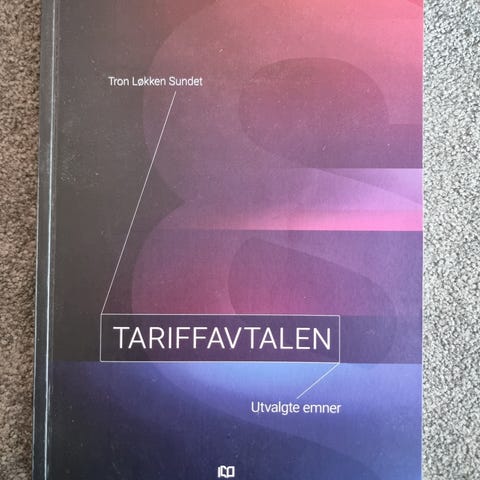 Tron Løkken Sundet
TARIFFAVTALEN
Utvalgte emner